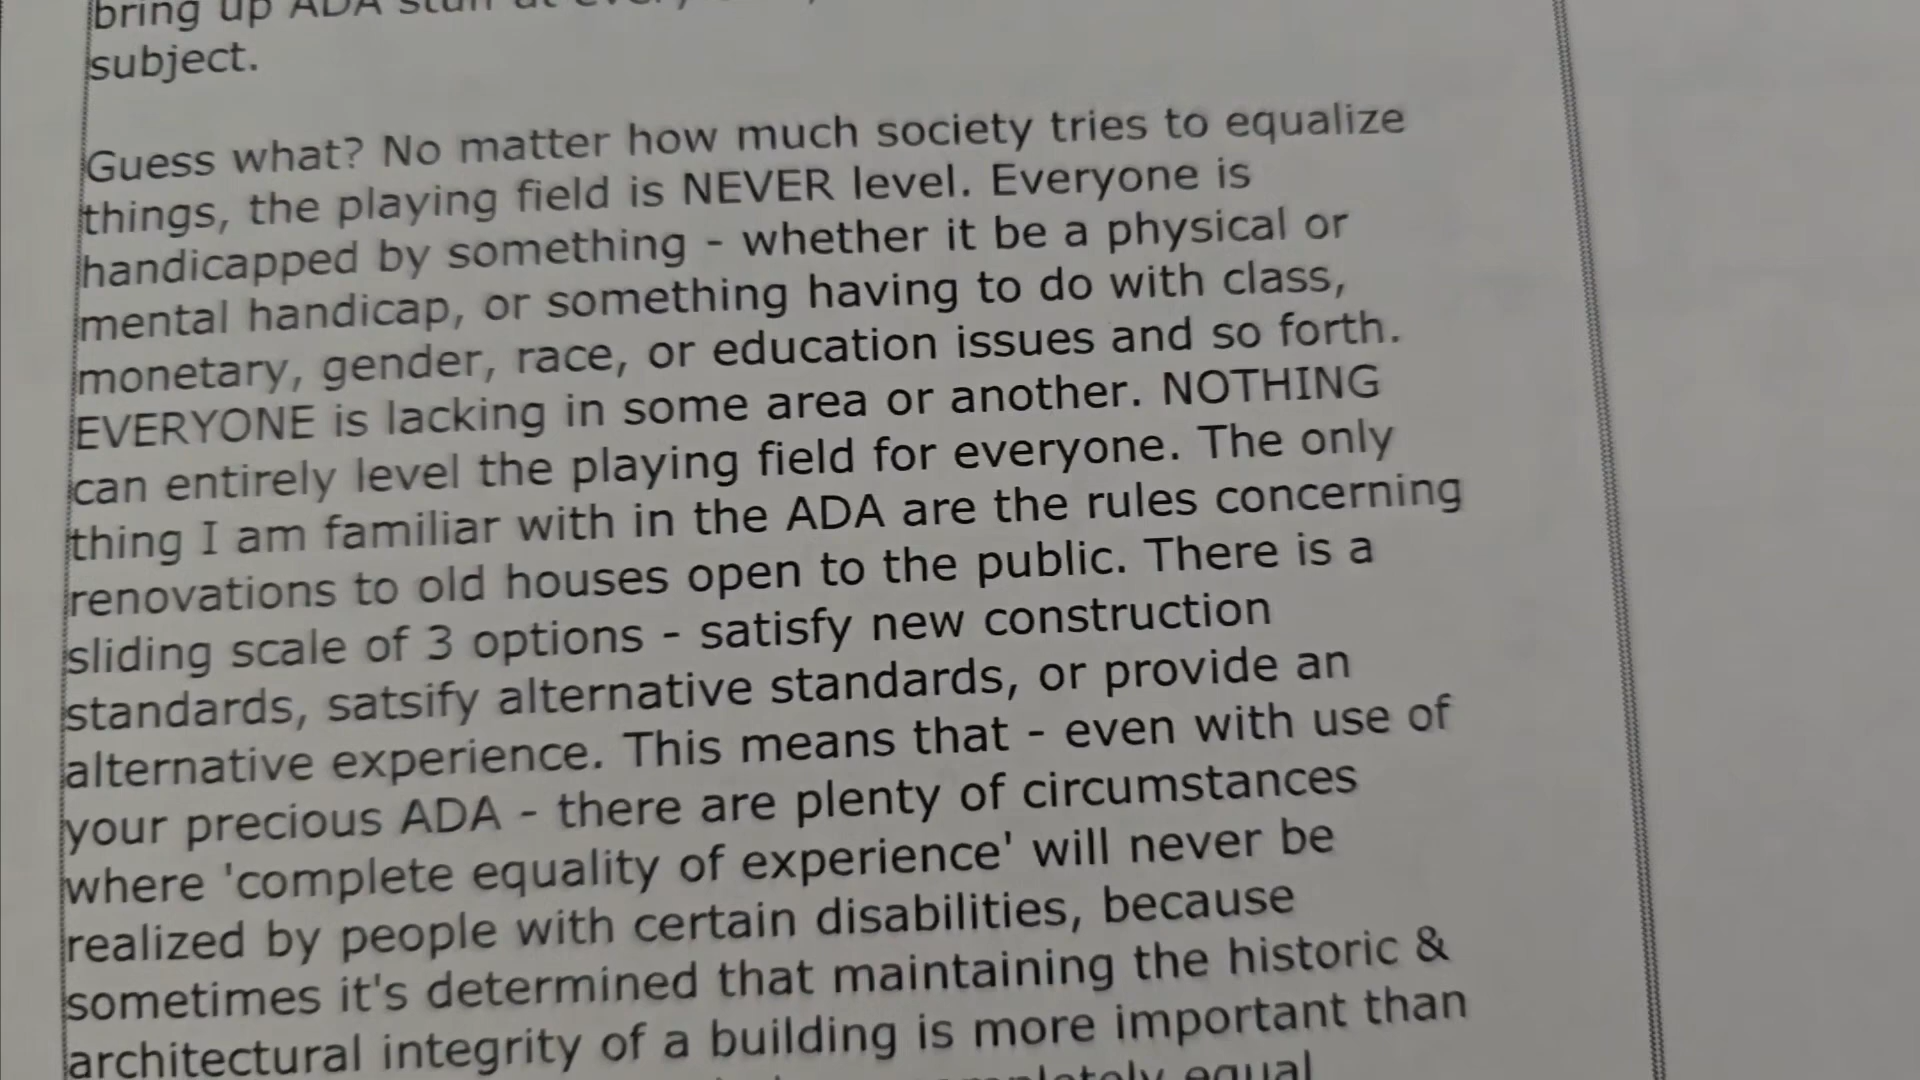 bring up ADA stuff at every
subject.
Guess what? No matter how much society tries to equalize
things, the playing field is NEVER level. Everyone is
handicapped by something - whether it be a physical or
mental handicap, or something having to do with class,
monetary, gender, race, or education issues and so forth.
EVERYONE is lacking in some area or another. NOTHING
can entirely level the playing field for everyone. The only
thing I am familiar with in the ADA are the rules concerning
renovations to old houses open to the public. There is a
sliding scale of 3 options - satisfy new construction
standards, satsify alternative standards, or provide an
alternative experience. This means that - even with use of
your precious ADA - there are plenty of circumstances
where 'complete equality of experience' will never be
realized by people with certain disabilities, because
sometimes it's determined that maintaining the historic &
architectural integrity of a building is more important than
completely equal